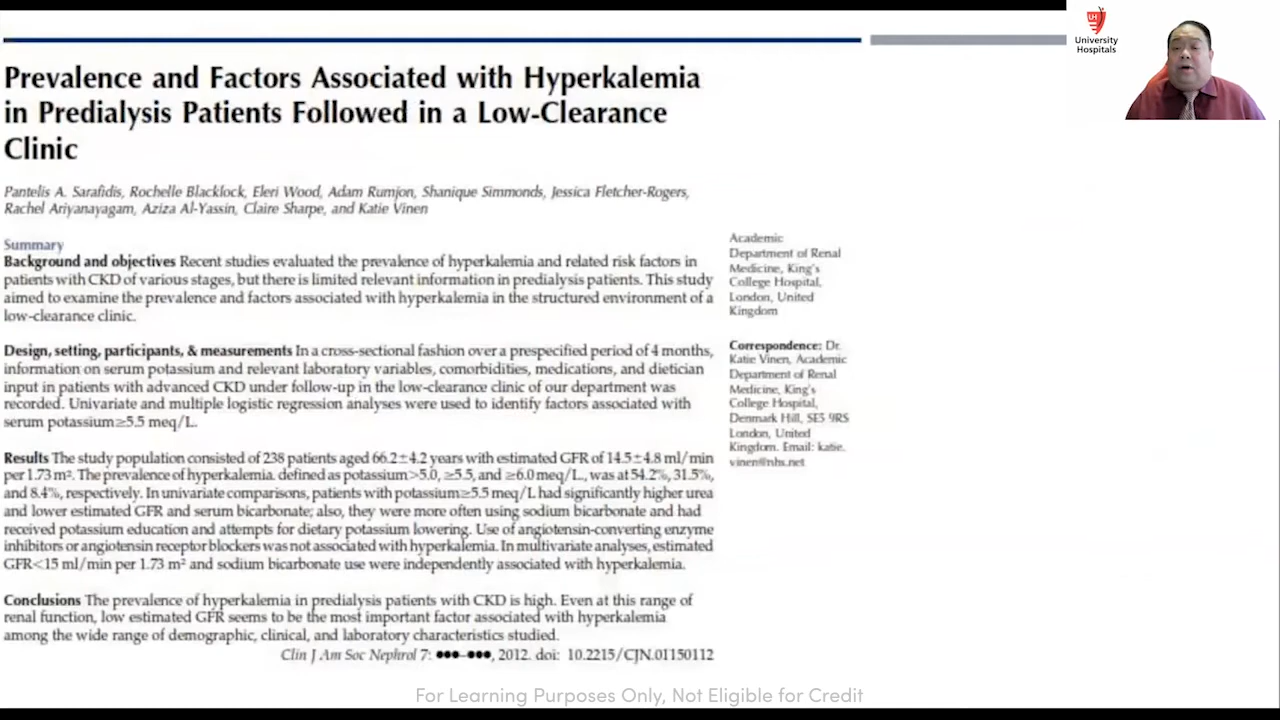 University
Hospitals
Prevalence and Factors Associated with Hyperkalemia
in Predialysis Patients Followed in a Low-Clearance
Clinic
Pantelis A. Sarafidis, Rochelle Blacklock, Eleri Wood, Adam Rumjon, Shanique Simmonds, Jessica Fletcher-Rogers,
Rachel Ariyanayagam, Aziza Al-Yassin, Claire Sharpe, and Katie Vinen
Summary
Background and objectives Recent studies evaluated the prevalence of hyperkalemia and related risk factors in
patients with CKD of various stages, but there is limited relevant information in predialysis patients. This study
aimed to examine the prevalence and factors associated with hyperkalemia in the structured environment of a
low-clearance clinic.
Design, setting, participants, & measurements In a cross-sectional fashion over a prespecified period of 4 months,
information on serum potassium and relevant laboratory variables, comorbidities, medications, and dietician
input in patients with advanced CKD under follow-up in the low-clearance clinic of our department was
recorded. Univariate and multiple logistic regression analyses were used to identify factors associated with
serum potassium≥5.5 meq/L.
Results The study population consisted of 238 patients aged 66.2±4.2 years with estimated GFR of 14.5±4.8 ml/min
per 1.73 m². The prevalence of hyperkalemia, defined as potassium>5.0, ≥5.5, and ≥6.0 meq/L, was at 54.2%, 31.5%,
and 8.4%, respectively. In univariate comparisons, patients with potassium≥5.5 meq/L had significantly higher urea
and lower estimated GFR and serum bicarbonate; also, they were more often using sodium bicarbonate and had
received potassium education and attempts for dietary potassium lowering. Use of angiotensin-converting enzyme
inhibitors or angiotensin receptor blockers was not associated with hyperkalemia. In multivariate analyses, estimated
GFR<15 ml/min per 1.73 m² and sodium bicarbonate use were independently associated with hyperkalemia.
Conclusions The prevalence of hyperkalemia in predialysis patients with CKD is high. Even at this range of
renal function, low estimated GFR seems to be the most important factor associated with hyperkalemia
among the wide range of demographic, clinical, and laboratory characteristics studied.
Clin J Am Soc Nephrol 7: ●●●–●●●, 2012. doi: 10.2215/CJN.01150112
Academic
Department of Renal
Medicine, King's
College Hospital,
London, United
Kingdom
Correspondence: Dr.
Katie Vinen, Academic
Department of Renal
Medicine, King's
College Hospital,
Denmark Hill, SE5 9RS
London, United
Kingdom. Email: katie.
vinen@nhs.net
For Learning Purposes Only, Not Eligible for Credit